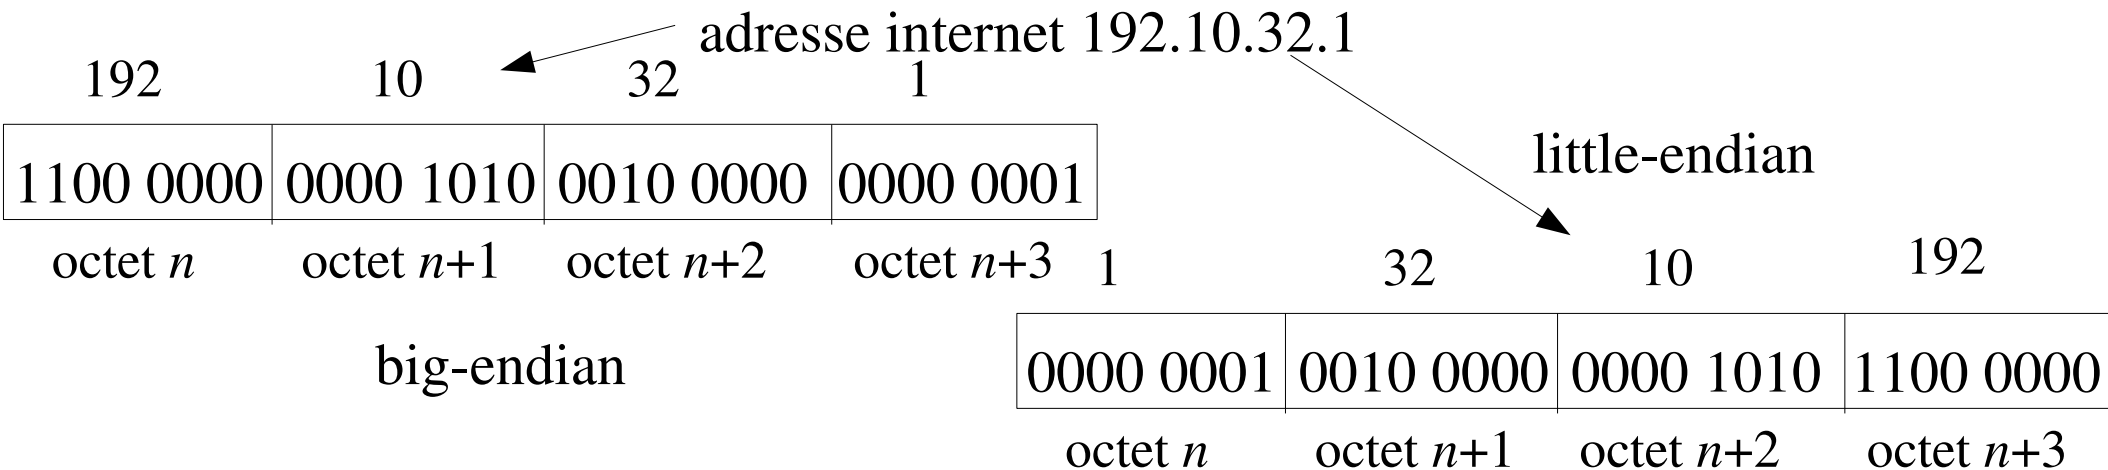 adresse internet 192.10.32.1
192 10 32 1
1100 0000 0000 1010 0010 0000 0000 0001
octet n octet n+1 octet n+2 octet n+3
big-endian
little-endian
1 32 10 192
0000 0001 0010 0000 0000 1010 1100 0000
octet n octet n+1 octet n+2 octet n+3